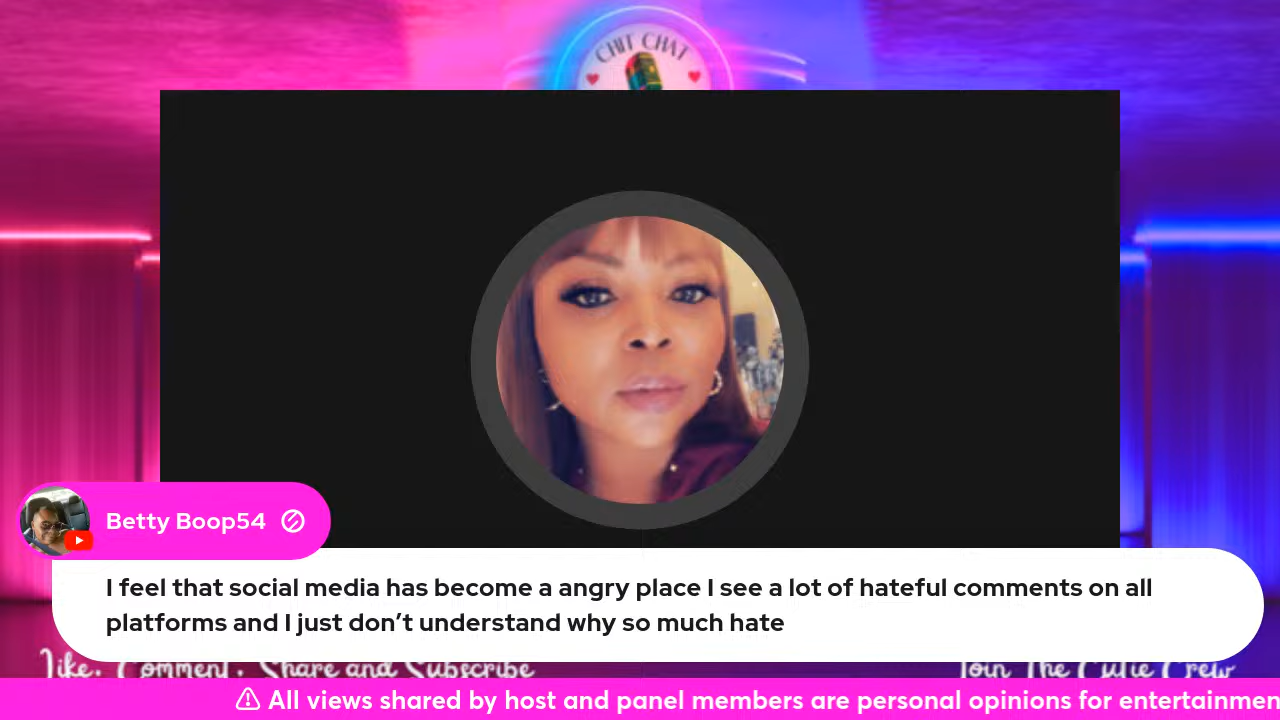 CHIT CHAT
Betty Boop54
I feel that social media has become a angry place I see a lot of hateful comments on all
platforms and I just don’t understand why so much hate
Like. Comment. Share and Subscribe
Join The Cutie Crew
All views shared by host and panel members are personal opinions for entertainmen